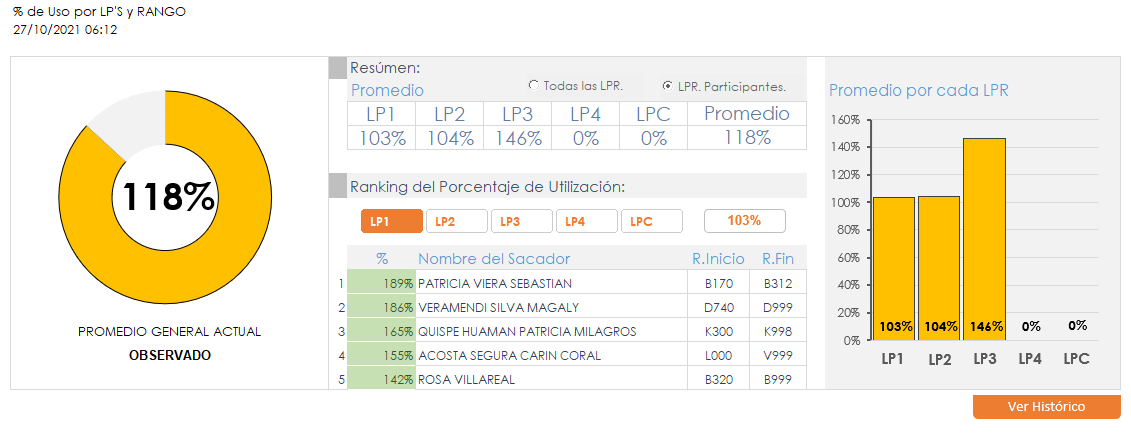 % de Uso por LP'S y RANGO
27/10/2021 06:12
118%
PROMEDIO GENERAL ACTUAL
OBSERVADO
Resúmen:
Promedio
Todas las LPR.
LPR. Participantes.
LP1 LP2 LP3 LP4 LPC Promedio
103% 104% 146% 0% 0% 118%
Ranking del Porcentaje de Utilización:
LP1 LP2 LP3 LP4 LPC 103%
% Nombre del Sacador R.Inicio R.Fin
1 189% PATRICIA VIERA SEBASTIAN B170 B312
2 186% VERAMENDI SILVA MAGALY D740 D999
3 165% QUISPE HUAMAN PATRICIA MILAGROS K300 K998
4 155% ACOSTA SEGURA CARIN CORAL L000 V999
5 142% ROSA VILLAREAL B320 B999
Promedio por cada LPR
160%
140%
120%
100%
80%
60%
40%
20%
0%
103% 104% 146% 0% 0%
LP1 LP2 LP3 LP4 LPC
Ver Histórico